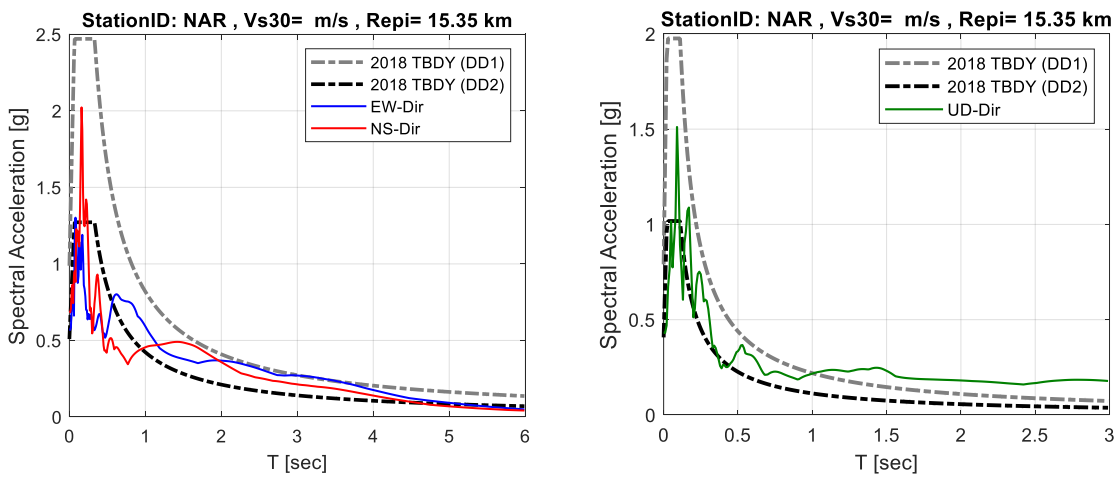 StationID: NAR , Vs30=  m/s , Repi= 15.35 km
2.5
2
1.5
1
0.5
0
Spectral Acceleration [g]
2018 TBDY (DD1)
2018 TBDY (DD2)
EW-Dir
NS-Dir
0 1 2 3 4 5 6
T [sec]
StationID: NAR , Vs30=  m/s , Repi= 15.35 km
2
1.5
1
0.5
0
Spectral Acceleration [g]
2018 TBDY (DD1)
2018 TBDY (DD2)
UD-Dir
0 0.5 1 1.5 2 2.5 3
T [sec]